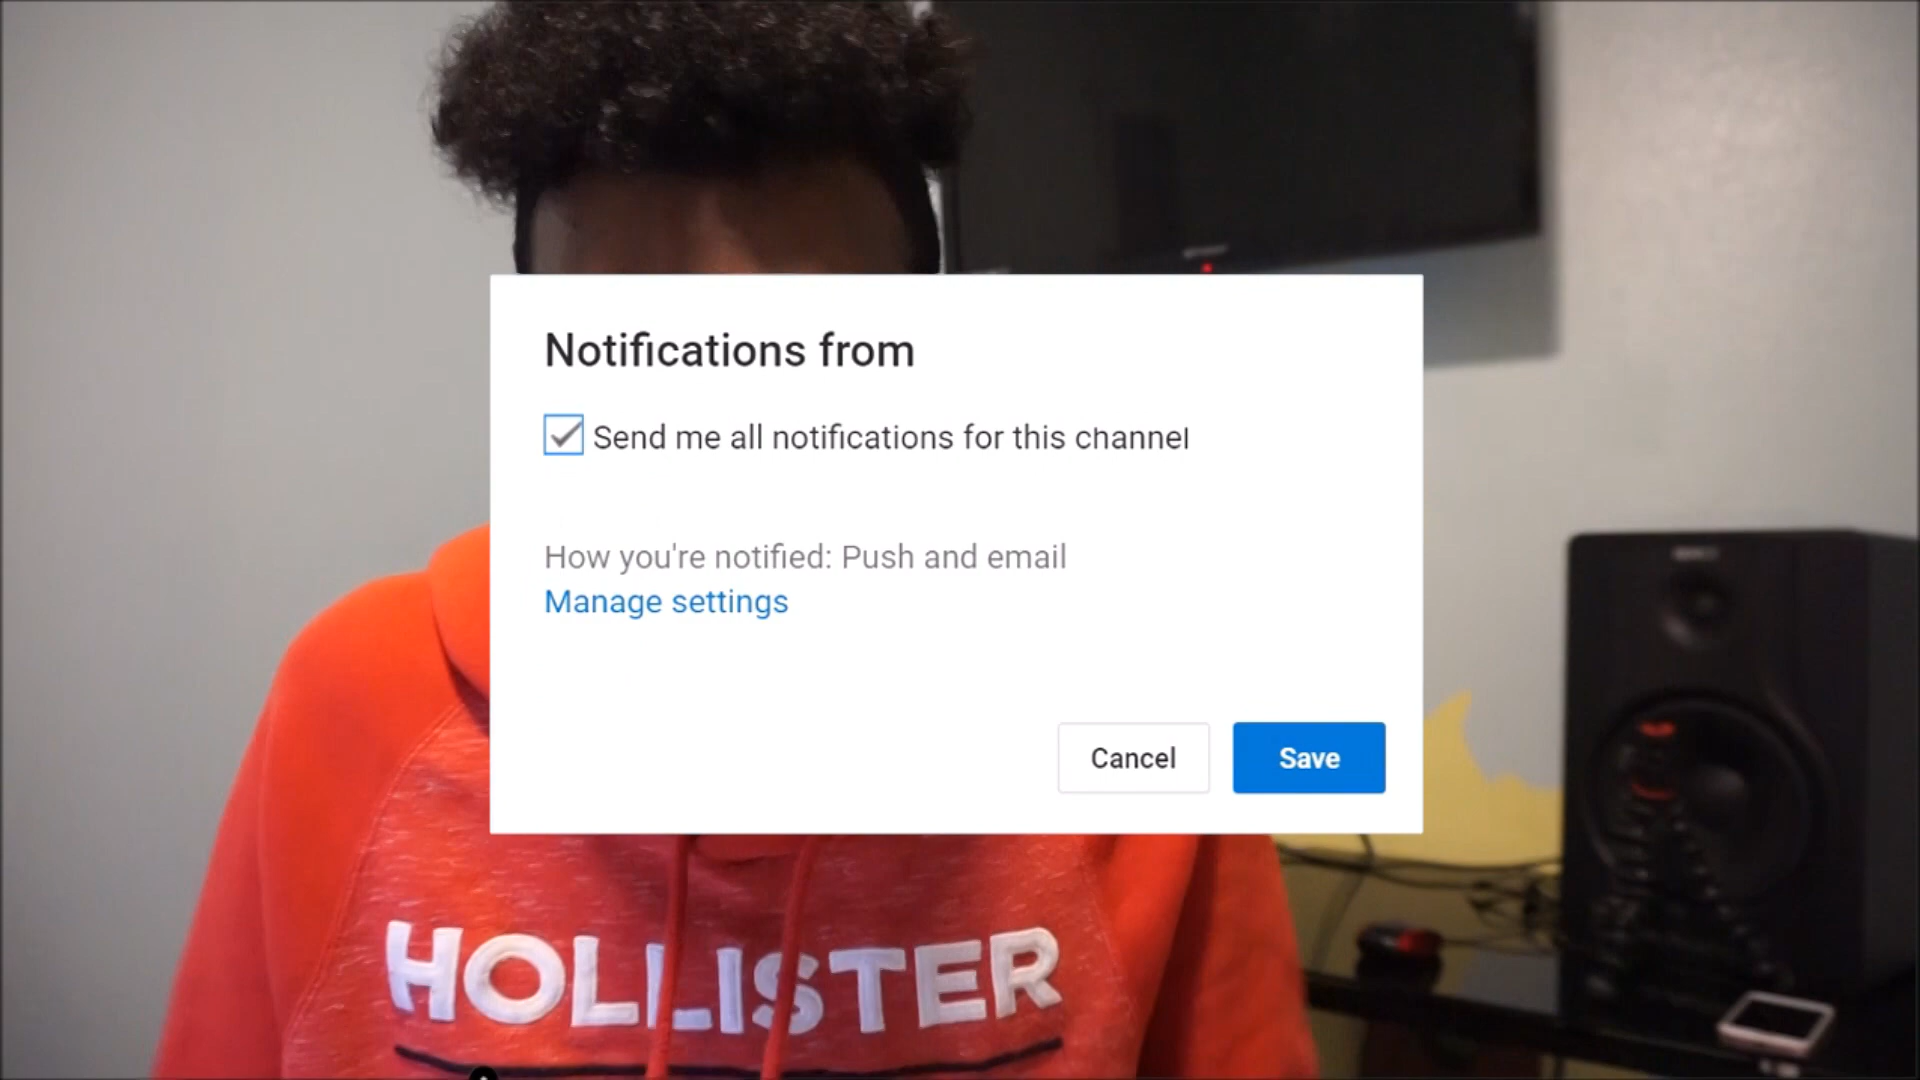 Notifications from
Send me all notifications for this channel
How you're notified: Push and email
Manage settings
Cancel
Save
HOLLISTER